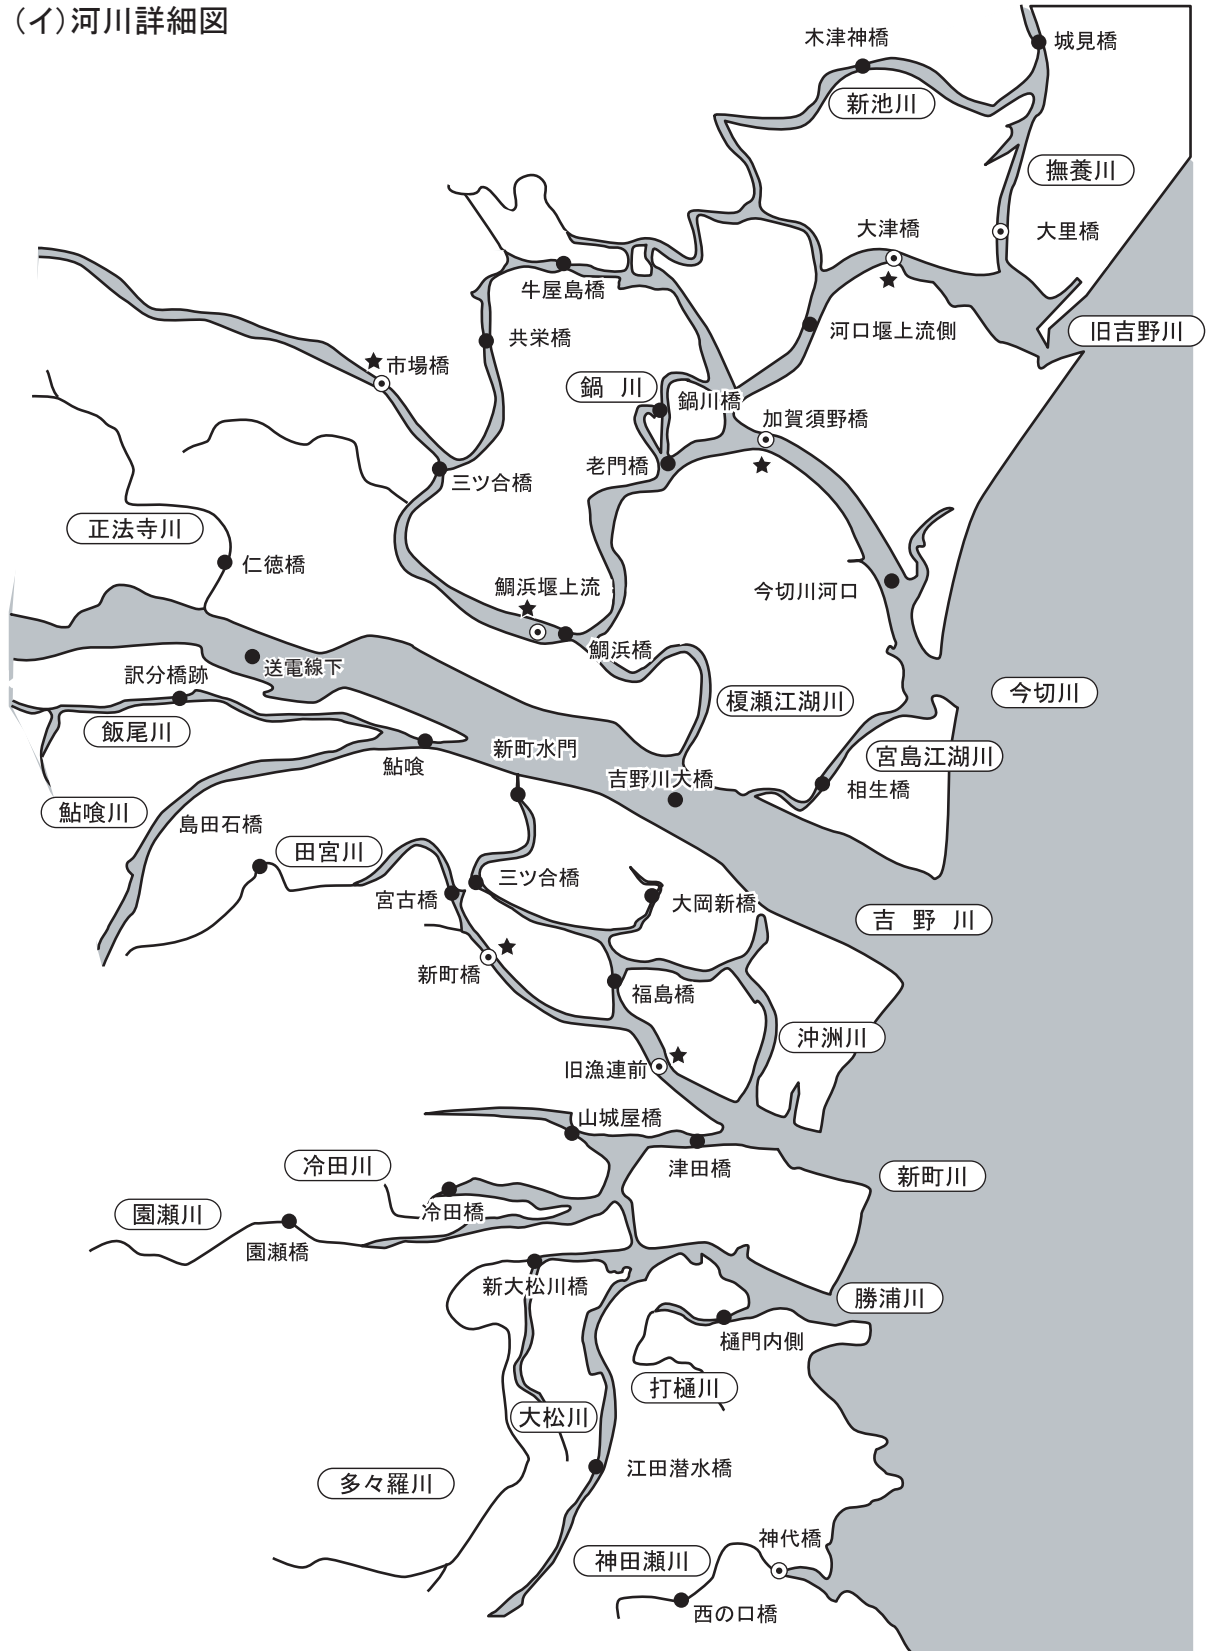 （イ）河川詳細図
木津神橋
城見橋
新池川
撫養川
大津橋
大里橋
牛屋島橋
旧吉野川
河口堰上流側
共栄橋
★
市場橋
鍋 川
鍋川橋
加賀須野橋
★
老門橋
★
三ツ合橋
正法寺川
仁徳橋
鯛浜堰上流
★
今切川河口
鯛浜橋
送電線下
訳分橋跡
榎瀬江湖川
今切川
飯尾川
新町水門
宮島江湖川
鮎喰
吉野川大橋
相生橋
鮎喰川
島田石橋
田宮川
三ツ合橋
宮古橋
大岡新橋
吉 野 川
★
新町橋
福島橋
沖洲川
★
旧漁連前
山城屋橋
冷田川
津田橋
新町川
園瀬川
冷田橋
園瀬橋
新大松川橋
勝浦川
樋門内側
打樋川
大松川
江田潜水橋
多々羅川
神代橋
神田瀬川
西の口橋